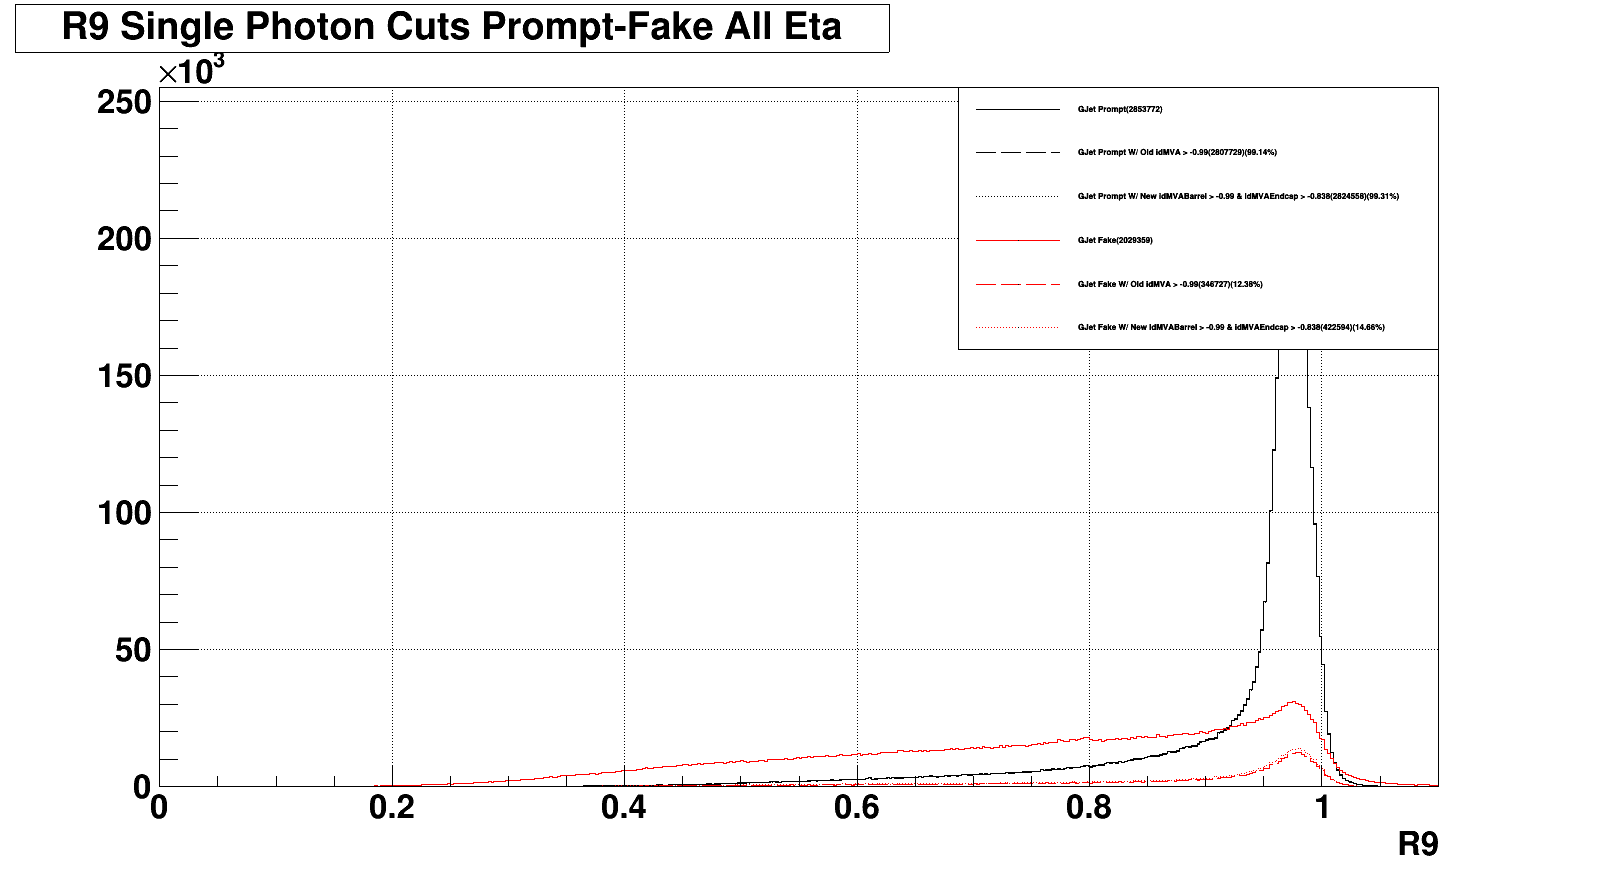 R9 Single Photon Cuts Prompt-Fake All Eta
×10³
250
200
150
100
50
0
GJet Prompt(2853772)
GJet Prompt W/ Old idMVA > -0.99(2807729)(99.14%)
GJet Prompt W/ New idMVABarrel > -0.99 & idMVAEndcap > -0.838(2824558)(99.31%)
GJet Fake(2029359)
GJet Fake W/ Old idMVA > -0.99(346727)(12.38%)
GJet Fake W/ New idMVABarrel > -0.99 & idMVAEndcap > -0.838(422594)(14.66%)
0 0.2 0.4 0.6 0.8 1
R9